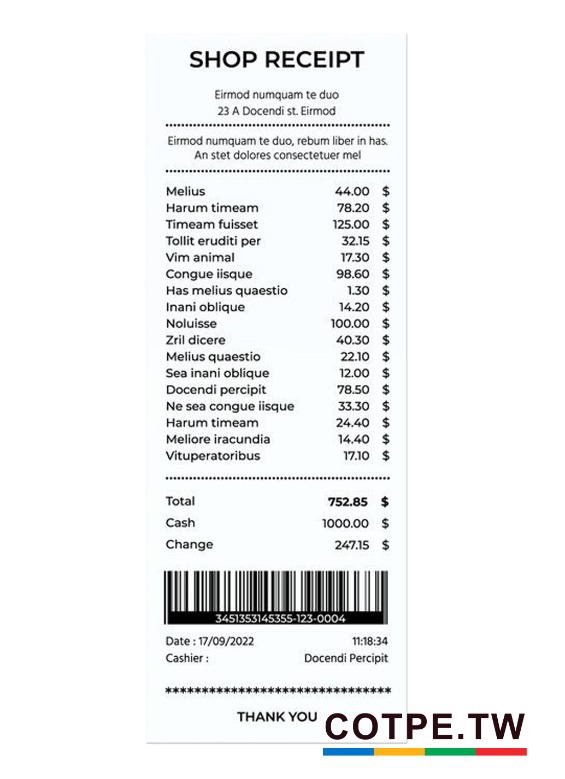 SHOP RECEIPT
Eirmod numquam te duo
23 A Docendi st. Eirmod
Eirmod numquam te duo, rebum liber in has.
An stet dolores consectetuer mel
Melius 44.00 $
Harum timeam 78.20 $
Timeam fuisset 125.00 $
Tollit eruditi per 32.15 $
Vim animal 17.30 $
Congue iisque 98.60 $
Has melius quaestio 1.30 $
Inani oblique 14.20 $
Noluisse 100.00 $
Zril dicere 40.30 $
Melius quaestio 22.10 $
Sea inani oblique 12.00 $
Docendi percipit 78.50 $
Ne sea congue iisque 33.30 $
Harum timeam 24.40 $
Meliore iracundia 14.40 $
Vituperatoribus 17.10 $
Total 752.85 $
Cash 1000.00 $
Change 247.15 $
3451353145355-123-0004
Date : 17/09/2022 11:18:34
Cashier : Docendi Percipit
*******************************
THANK YOU
COTPE.TW